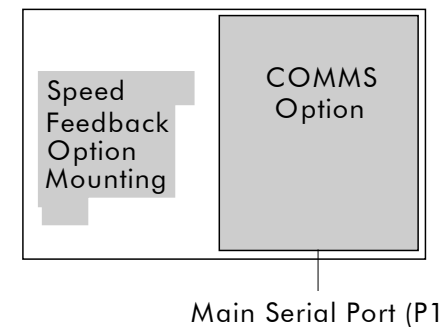 Speed
Feedback
Option
Mounting
COMMS
Option
Main Serial Port (P1